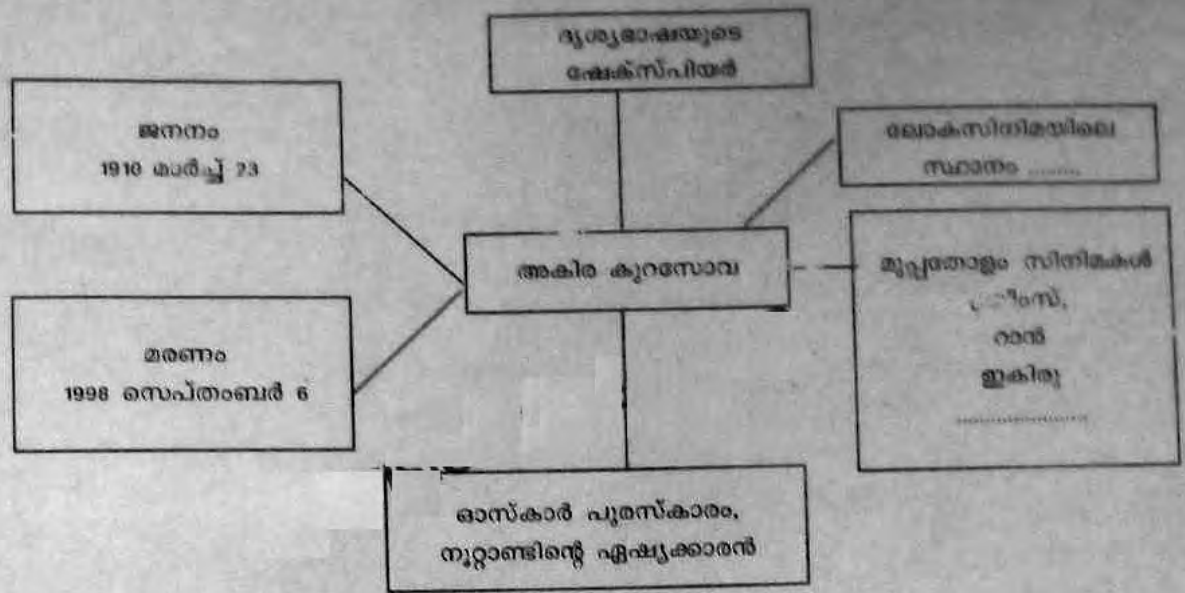 ദൃശ്യഭാഷയുടെ
ഷേക്സ്പിയർ
ജനനം
1910 മാർച്ച് 23
ലോകസിനിമയിലെ
സ്ഥാനം .........
അകിര കുറസോവ
മുപ്പതോളം സിനിമകൾ
റാൻ
ഇകിരു
......................
മരണം
1998 സെപ്തംബർ 6
ഓസ്കാർ പുരസ്കാരം,
നൂറ്റാണ്ടിന്റെ ഏഷ്യക്കാരൻ